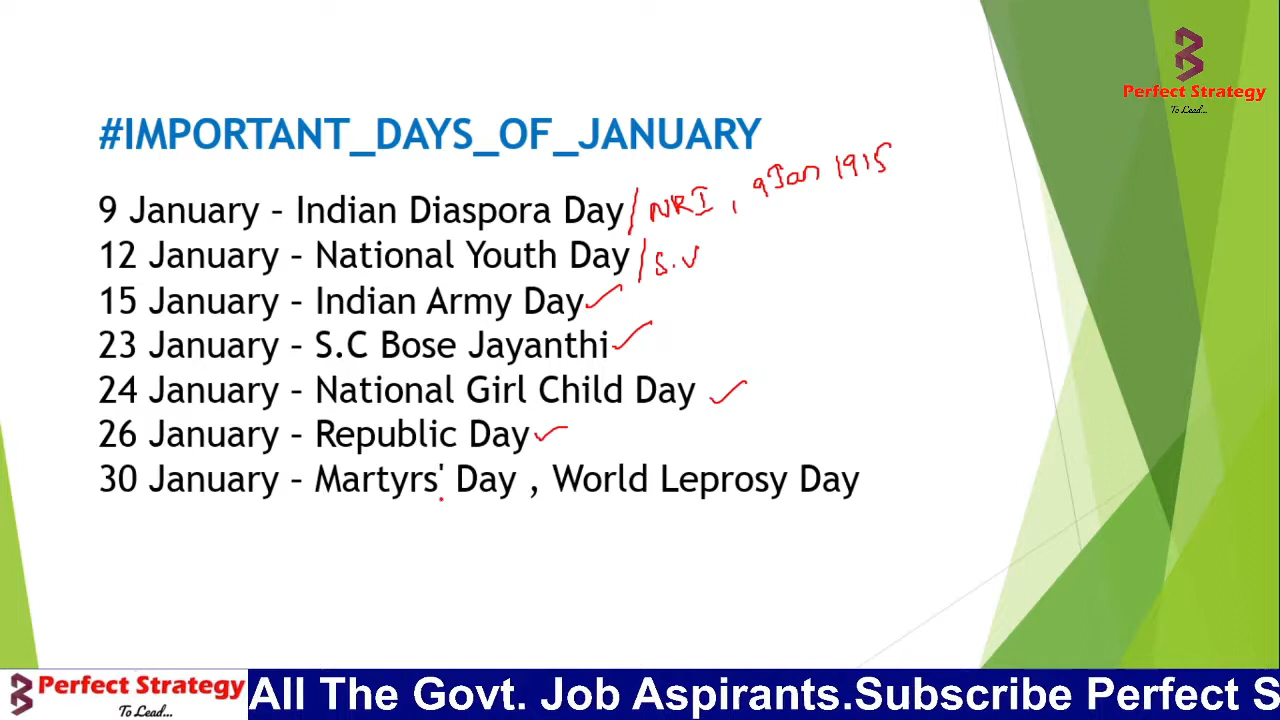 Perfect Strategy
To Lead...
#IMPORTANT_DAYS_OF_JANUARY
9 January – Indian Diaspora Day / NRI , 9 Jan 1915
12 January – National Youth Day / S.V
15 January – Indian Army Day
23 January – S.C Bose Jayanthi
24 January – National Girl Child Day
26 January – Republic Day
30 January – Martyrs' Day , World Leprosy Day
Perfect Strategy
To Lead...
All The Govt. Job Aspirants.Subscribe Perfect S